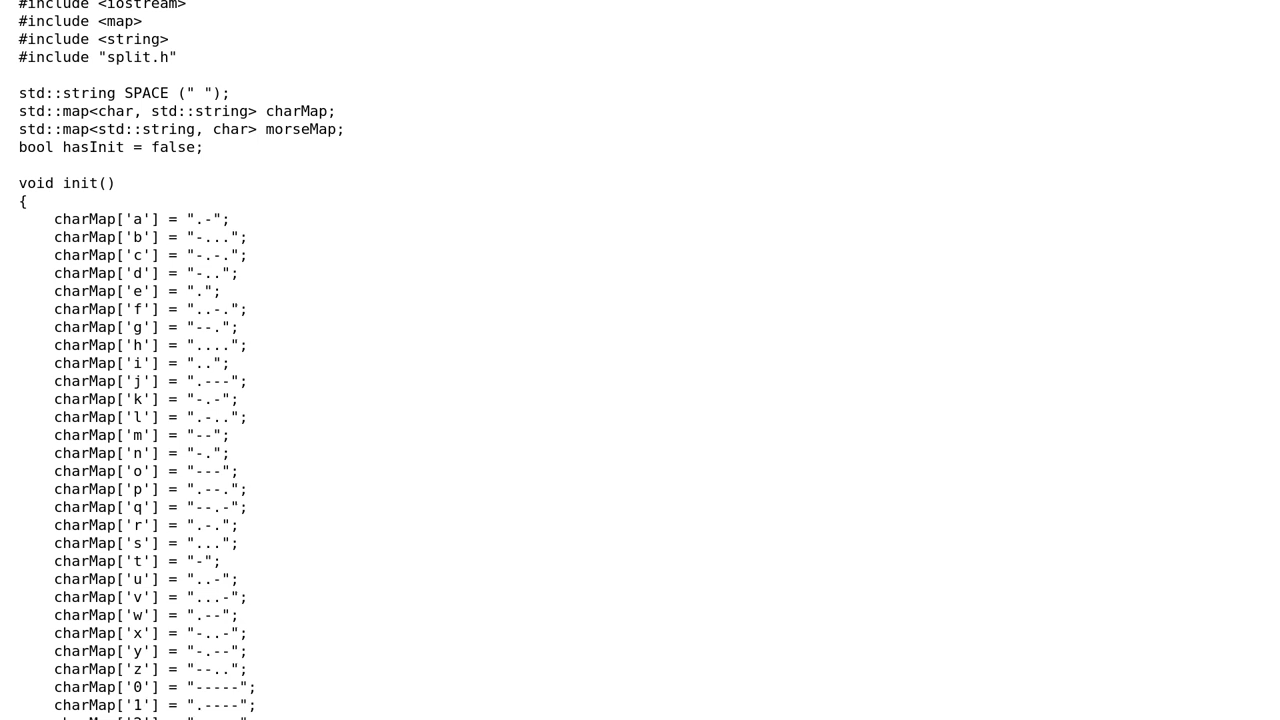 #include <iostream>
#include <map>
#include <string>
#include "split.h"

std::string SPACE (" ");
std::map<char, std::string> charMap;
std::map<std::string, char> morseMap;
bool hasInit = false;

void init()
{
    charMap['a'] = ".-";
    charMap['b'] = "-...";
    charMap['c'] = "-.-.";
    charMap['d'] = "-..";
    charMap['e'] = ".";
    charMap['f'] = "..-.";
    charMap['g'] = "--.";
    charMap['h'] = "....";
    charMap['i'] = "..";
    charMap['j'] = ".---";
    charMap['k'] = "-.-";
    charMap['l'] = ".-..";
    charMap['m'] = "--";
    charMap['n'] = "-.";
    charMap['o'] = "---";
    charMap['p'] = ".--.";
    charMap['q'] = "--.-";
    charMap['r'] = ".-.";
    charMap['s'] = "...";
    charMap['t'] = "-";
    charMap['u'] = "..-";
    charMap['v'] = "...-";
    charMap['w'] = ".--";
    charMap['x'] = "-..-";
    charMap['y'] = "-.--";
    charMap['z'] = "--..";
    charMap['0'] = "-----";
    charMap['1'] = ".----";